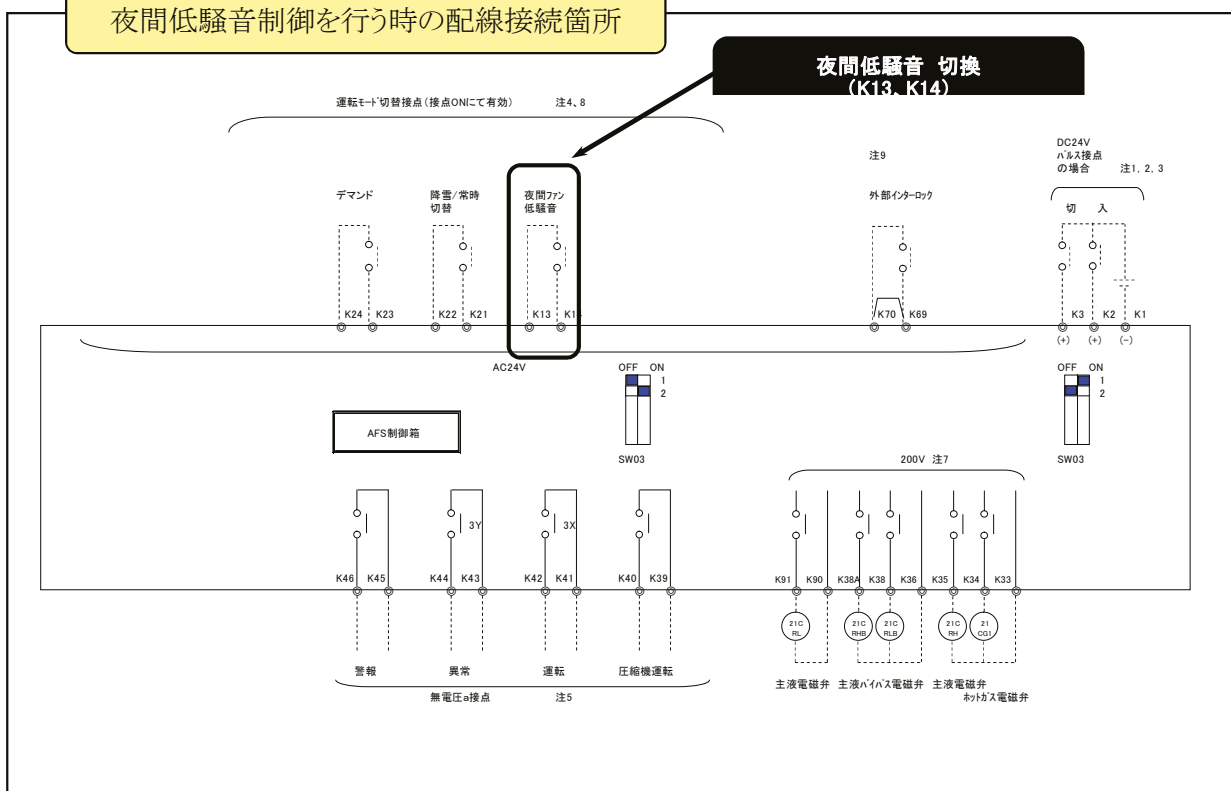 夜間低騒音制御を行う時の配線接続箇所
夜間低騒音 切換
(K13、K14)
運転ﾓｰﾄﾞ切替接点(接点ONにて有効) 注4、8
デマンド
降雪/常時
切替
夜間ファン
低騒音
注9
外部ｲﾝﾀｰﾛｯｸ
DC24V
ﾊﾟﾙｽ接点
の場合 注1, 2, 3
切 入
K24 K23 K22 K21 K13 K14 K70 K69 K3 K2 K1
(+) (+) (-)
AC24V
OFF ON
1
2
SW03
OFF ON
1
2
SW03
AFS制御箱
200V 注7
3Y 3X
K46 K45 K44 K43 K42 K41 K40 K39 K91 K90 K38A K38 K36 K35 K34 K33
21C
RL
21C
RHB
21C
RLB
21C
RH
21
CG1
警報 異常 運転 圧縮機運転
無電圧a接点 注5
主液電磁弁 主液ﾊﾞｲﾊﾟｽ電磁弁 主液電磁弁
ﾎｯﾄｶﾞｽ電磁弁